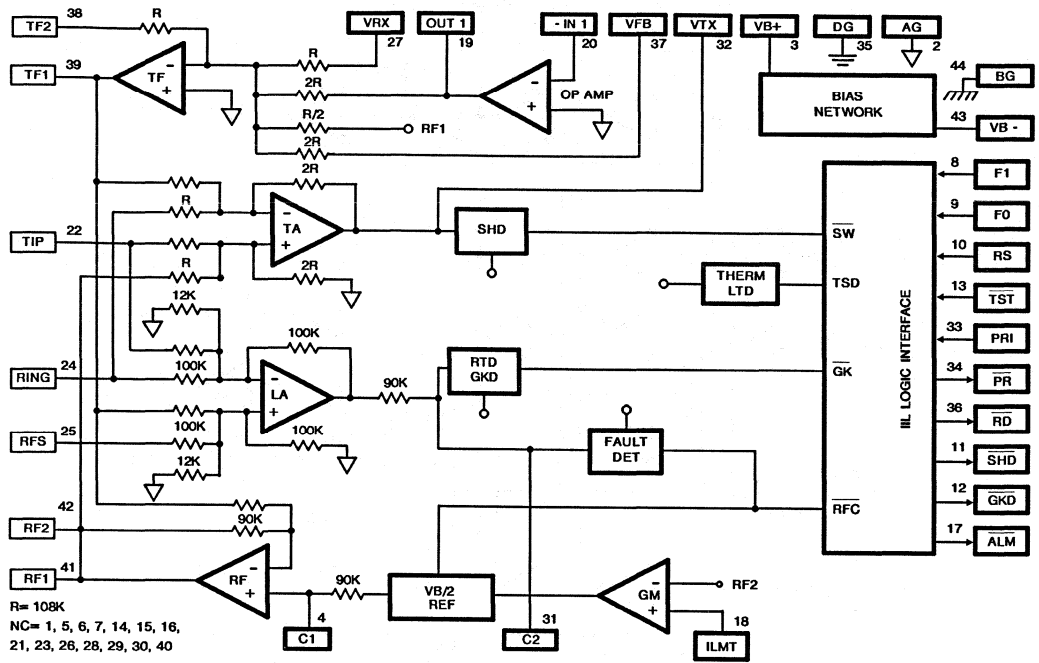 38
TF2
R
VRX
27
OUT 1
19
- IN 1
20
VFB
37
VTX
32
VB+
3
DG
35
AG
2
39
TF1
TF
−
+
R
2R
R/2
RF1
2R
−
+
OP AMP
BIAS
NETWORK
44
BG
43
VB -
R
2R
−
TA
+
22
TIP
R
2R
SHD
SW
8
F1
9
F0
10
RS
THERM
LTD
TSD
13
TST
12K
33
PRI
IIL LOGIC INTERFACE
100K
24
RING
100K
−
LA
+
90K
RTD
GKD
GK
34
PR
36
RD
25
RFS
100K
100K
12K
FAULT
DET
11
SHD
12
GKD
42
RF2
90K
RFC
17
ALM
41
RF1
RF
−
+
90K
VB/2
REF
GM
−
+
RF2
4
C1
31
C2
18
ILMT
R= 108K
NC= 1, 5, 6, 7, 14, 15, 16,
21, 23, 26, 28, 29, 30, 40